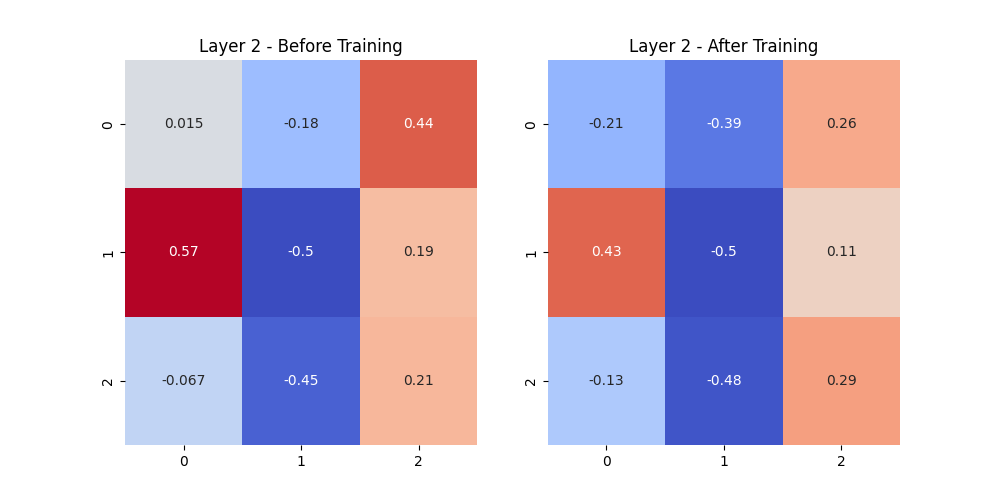 Layer 2 - Before Training
0 0.015 -0.18 0.44
1 0.57 -0.5 0.19
2 -0.067 -0.45 0.21
0 1 2
Layer 2 - After Training
0 -0.21 -0.39 0.26
1 0.43 -0.5 0.11
2 -0.13 -0.48 0.29
0 1 2